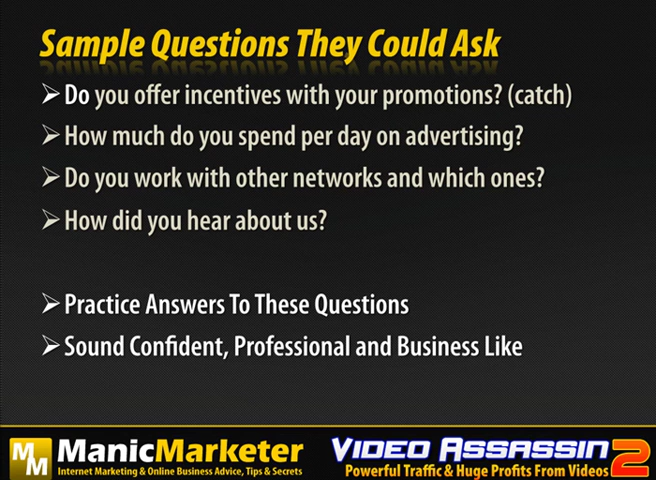 Sample Questions They Could Ask
➢Do you offer incentives with your promotions? (catch)
➢How much do you spend per day on advertising?
➢Do you work with other networks and which ones?
➢How did you hear about us?
➢Practice Answers To These Questions
➢Sound Confident, Professional and Business Like
MM ManicMarketer
Internet Marketing & Online Business Advice, Tips & Secrets
Video Assassin 2
Powerful Traffic & Huge Profits From Videos